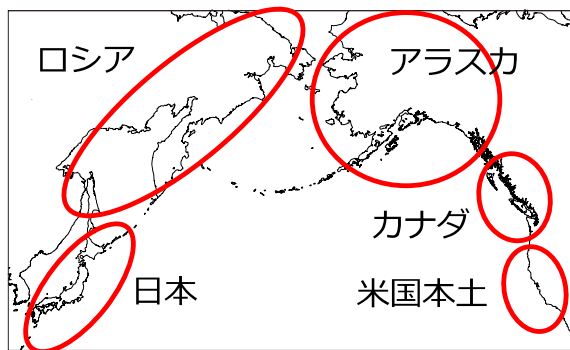 ロシア
アラスカ
カナダ
日本
米国本土